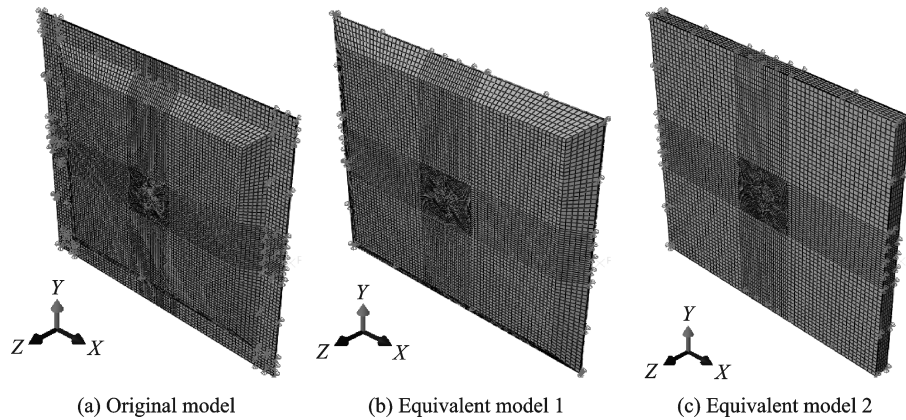 Y
Z
X
Y
Z
X
Y
Z
X
(a) Original model
(b) Equivalent model 1
(c) Equivalent model 2